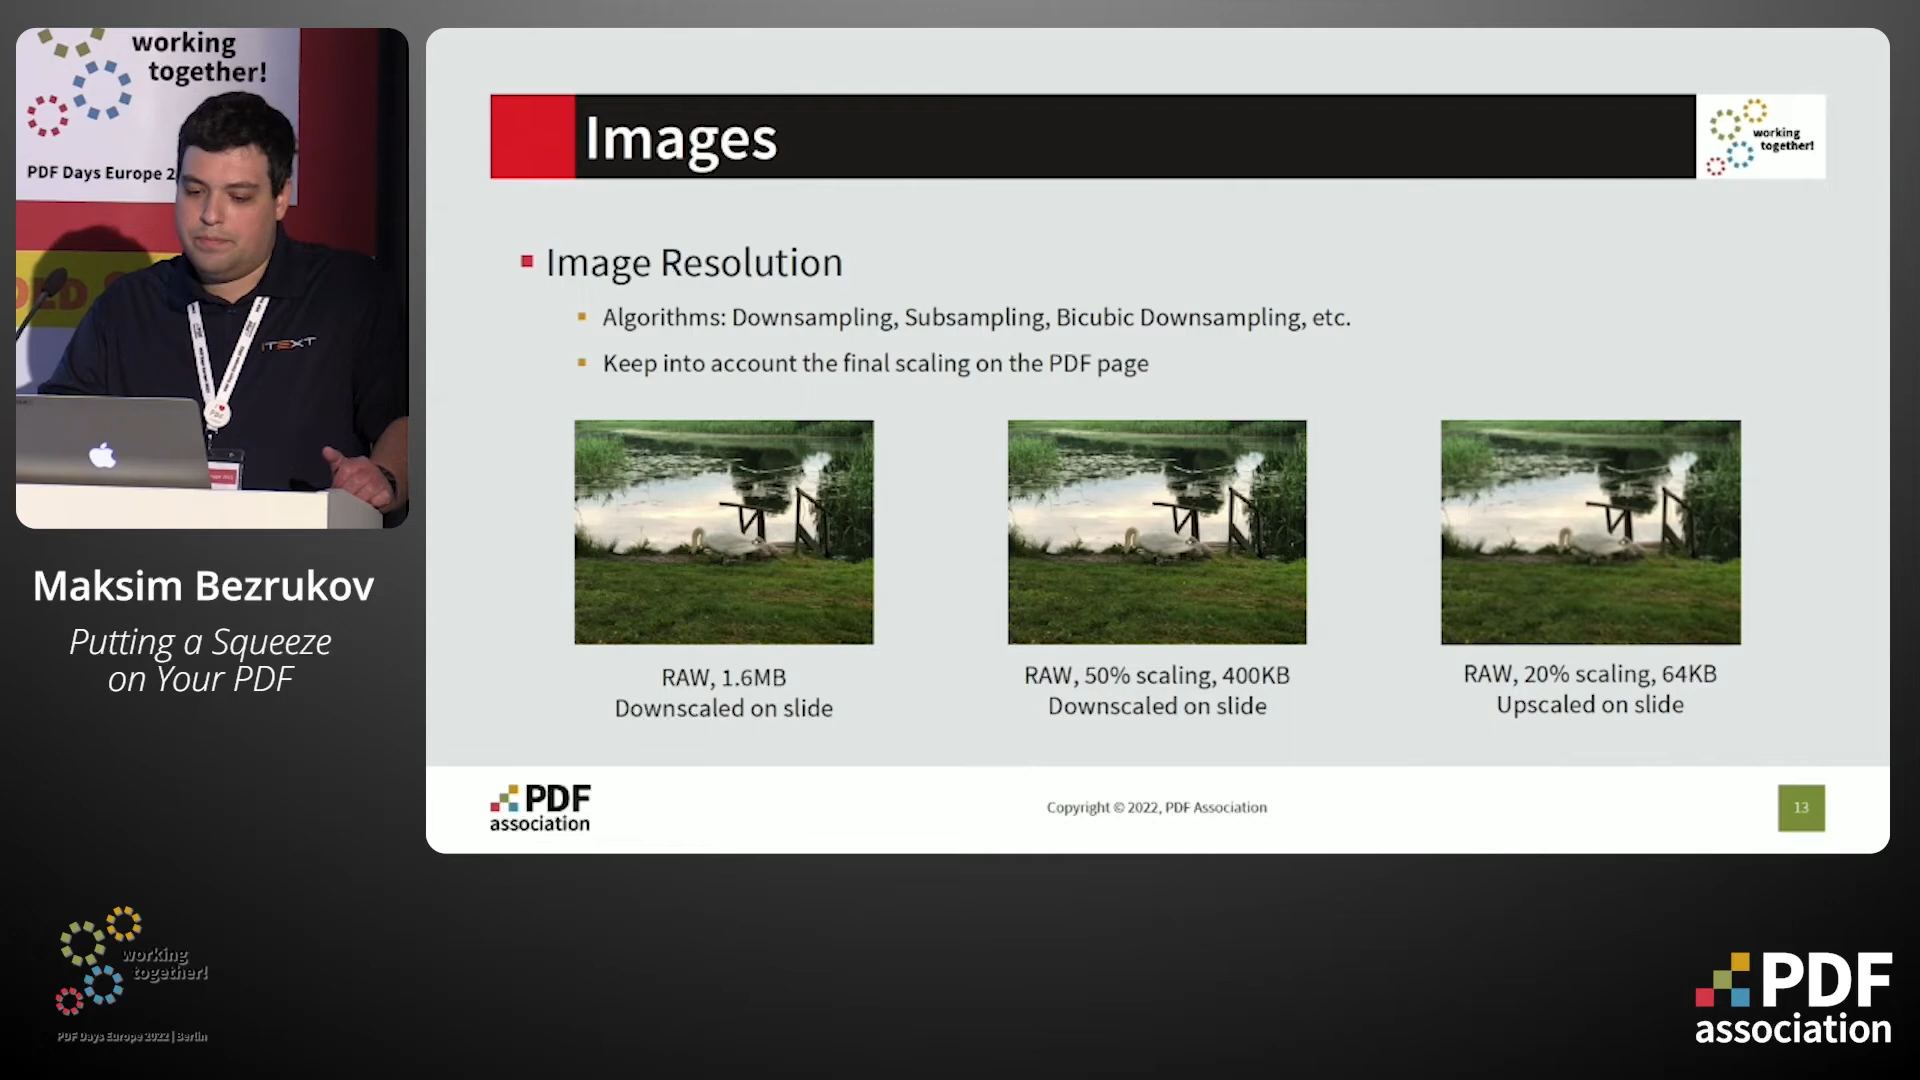 working
together!
PDF Days Europe 2
OLD
iTEXT
Maksim Bezrukov
Putting a Squeeze
on Your PDF
Images
working
together!
Image Resolution
Algorithms: Downsampling, Subsampling, Bicubic Downsampling, etc.
Keep into account the final scaling on the PDF page
RAW, 1.6MB
Downscaled on slide
RAW, 50% scaling, 400KB
Downscaled on slide
RAW, 20% scaling, 64KB
Upscaled on slide
PDF
association
Copyright © 2022, PDF Association
13
working
together!
PDF Days Europe 2022 | Berlin
PDF
association